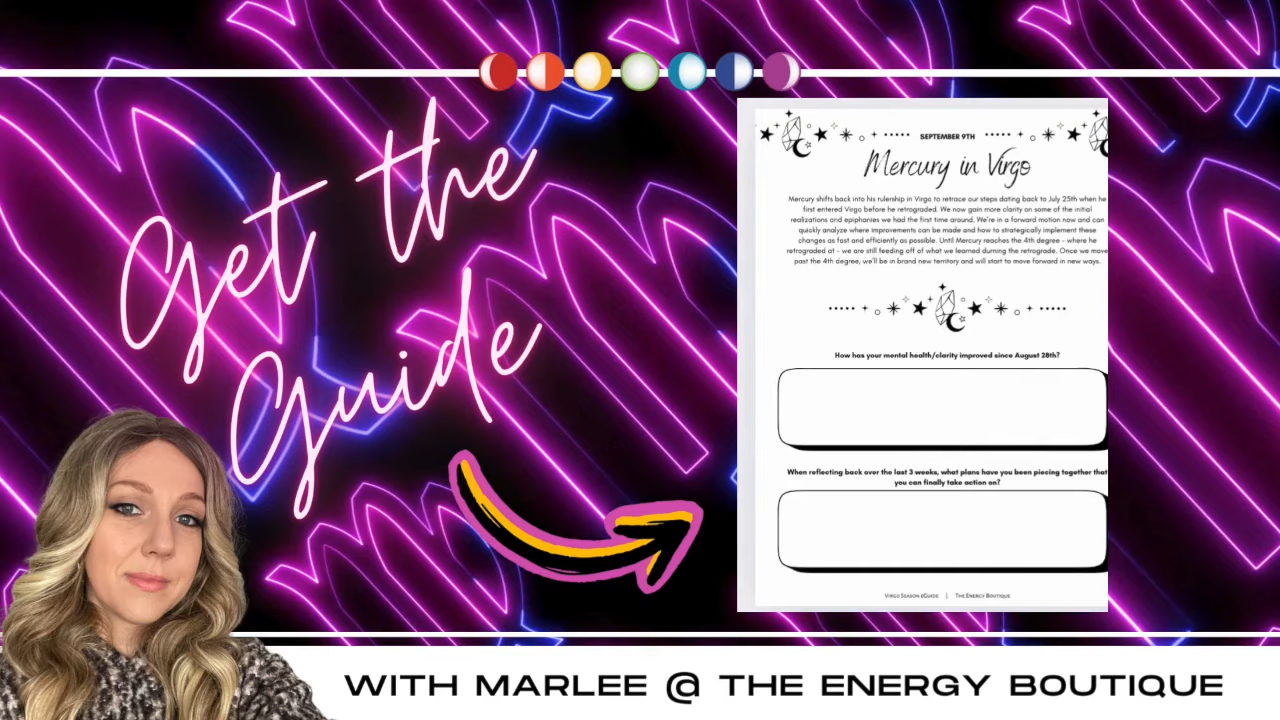 Get the
Guide
SEPTEMBER 9TH
Mercury in Virgo
Mercury shifts back into his rulership in Virgo to retrace our steps dating back to July 25th when he
first entered Virgo before he retrograded. We now gain more clarity on some of the initial
realizations and epiphanies we had the first time around. We're in a forward motion now and can
quickly analyze where improvements can be made and how to strategically implement these
changes as fast and efficiently as possible. Until Mercury reaches the 4th degree - where he
retrograded at - we are still feeding off of what we learned durning the retrograde. Once we move
past the 4th degree, we'll be in brand new territory and will start to move forward in new ways.
How has your mental health/clarity improved since August 28th?
When reflecting back over the last 3 weeks, what plans have you been piecing together that
you can finally take action on?
Virgo Season eGuide | The Energy Boutique
WITH MARLEE @ THE ENERGY BOUTIQUE